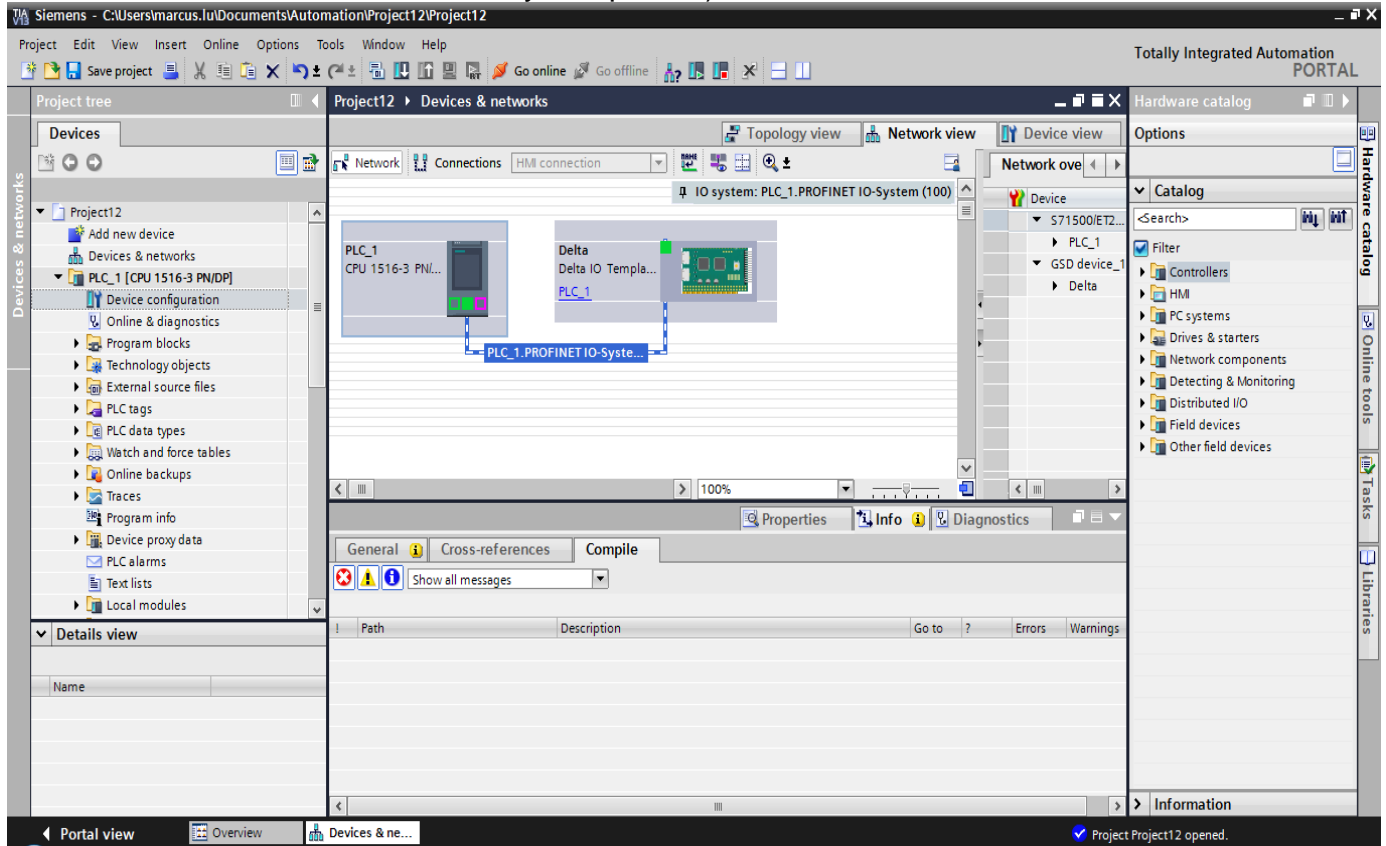 Siemens - C:\Users\marcus.lu\Documents\Automation\Project12\Project12
Project Edit View Insert Online Options Tools Window Help
Totally Integrated Automation
PORTAL
Save project
Go online
Go offline
Project tree
Project12
Devices & networks
Hardware catalog
Devices
Topology view
Network view
Device view
Options
Network
Connections
HMI connection
Network ove
IO system: PLC_1.PROFINET IO-System (100)
Device
S71500/ET2...
PLC_1
GSD device_1
Delta
Catalog
<Search>
Filter
Controllers
HMI
PC systems
Drives & starters
Network components
Detecting & Monitoring
Distributed I/O
Field devices
Other field devices
Project12
Add new device
Devices & networks
PLC_1 [CPU 1516-3 PN/DP]
Device configuration
Online & diagnostics
Program blocks
Technology objects
External source files
PLC tags
PLC data types
Watch and force tables
Online backups
Traces
Program info
Device proxy data
PLC alarms
Text lists
Local modules
PLC_1
CPU 1516-3 PN/...
Delta
Delta IO Templa...
PLC_1
PLC_1.PROFINET IO-Syste...
100%
Properties
Info
Diagnostics
General
Cross-references
Compile
Show all messages
! Path Description Go to ? Errors Warnings
Details view
Name
Devices & networks
Hardware catalog
Online tools
Tasks
Libraries
Information
Portal view
Overview
Devices & ne...
Project Project12 opened.